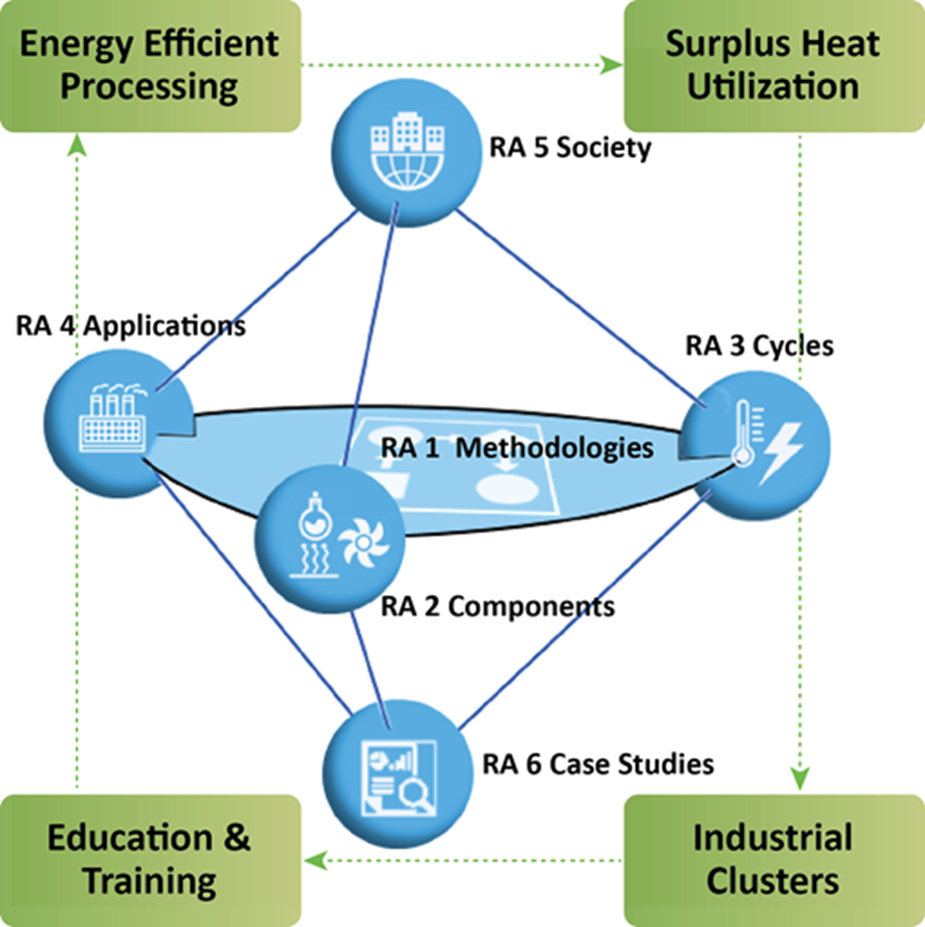 Energy Efficient
Processing
Surplus Heat
Utilization
RA 5 Society
RA 4 Applications
RA 3 Cycles
RA 1 Methodologies
RA 2 Components
RA 6 Case Studies
Education &
Training
Industrial
Clusters